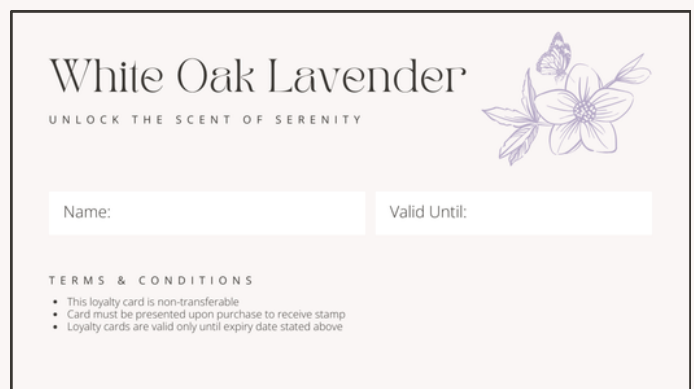 White Oak Lavender
UNLOCK THE SCENT OF SERENITY
Name:
Valid Until:
TERMS & CONDITIONS
• This loyalty card is non-transferable
• Card must be presented upon purchase to receive stamp
• Loyalty cards are valid only until expiry date stated above